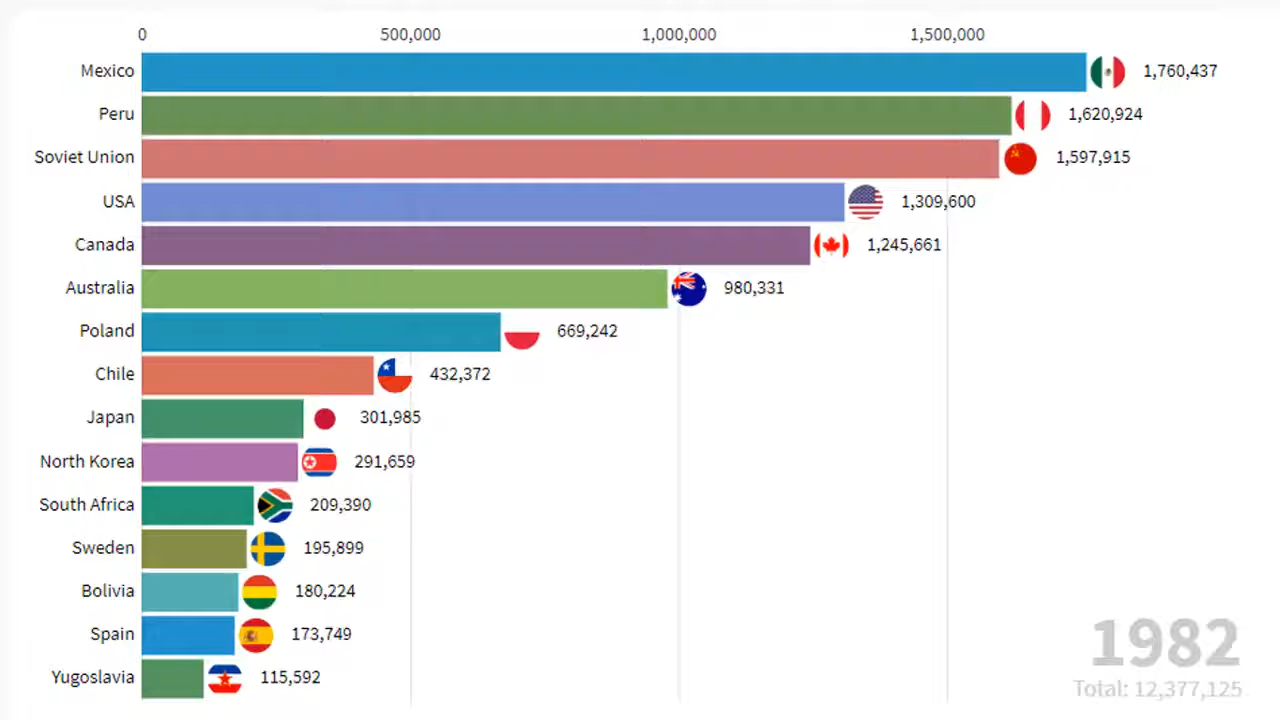 0 500,000 1,000,000 1,500,000
Mexico 1,760,437
Peru 1,620,924
Soviet Union 1,597,915
USA 1,309,600
Canada 1,245,661
Australia 980,331
Poland 669,242
Chile 432,372
Japan 301,985
North Korea 291,659
South Africa 209,390
Sweden 195,899
Bolivia 180,224
Spain 173,749
Yugoslavia 115,592
1982
Total: 12,377,125